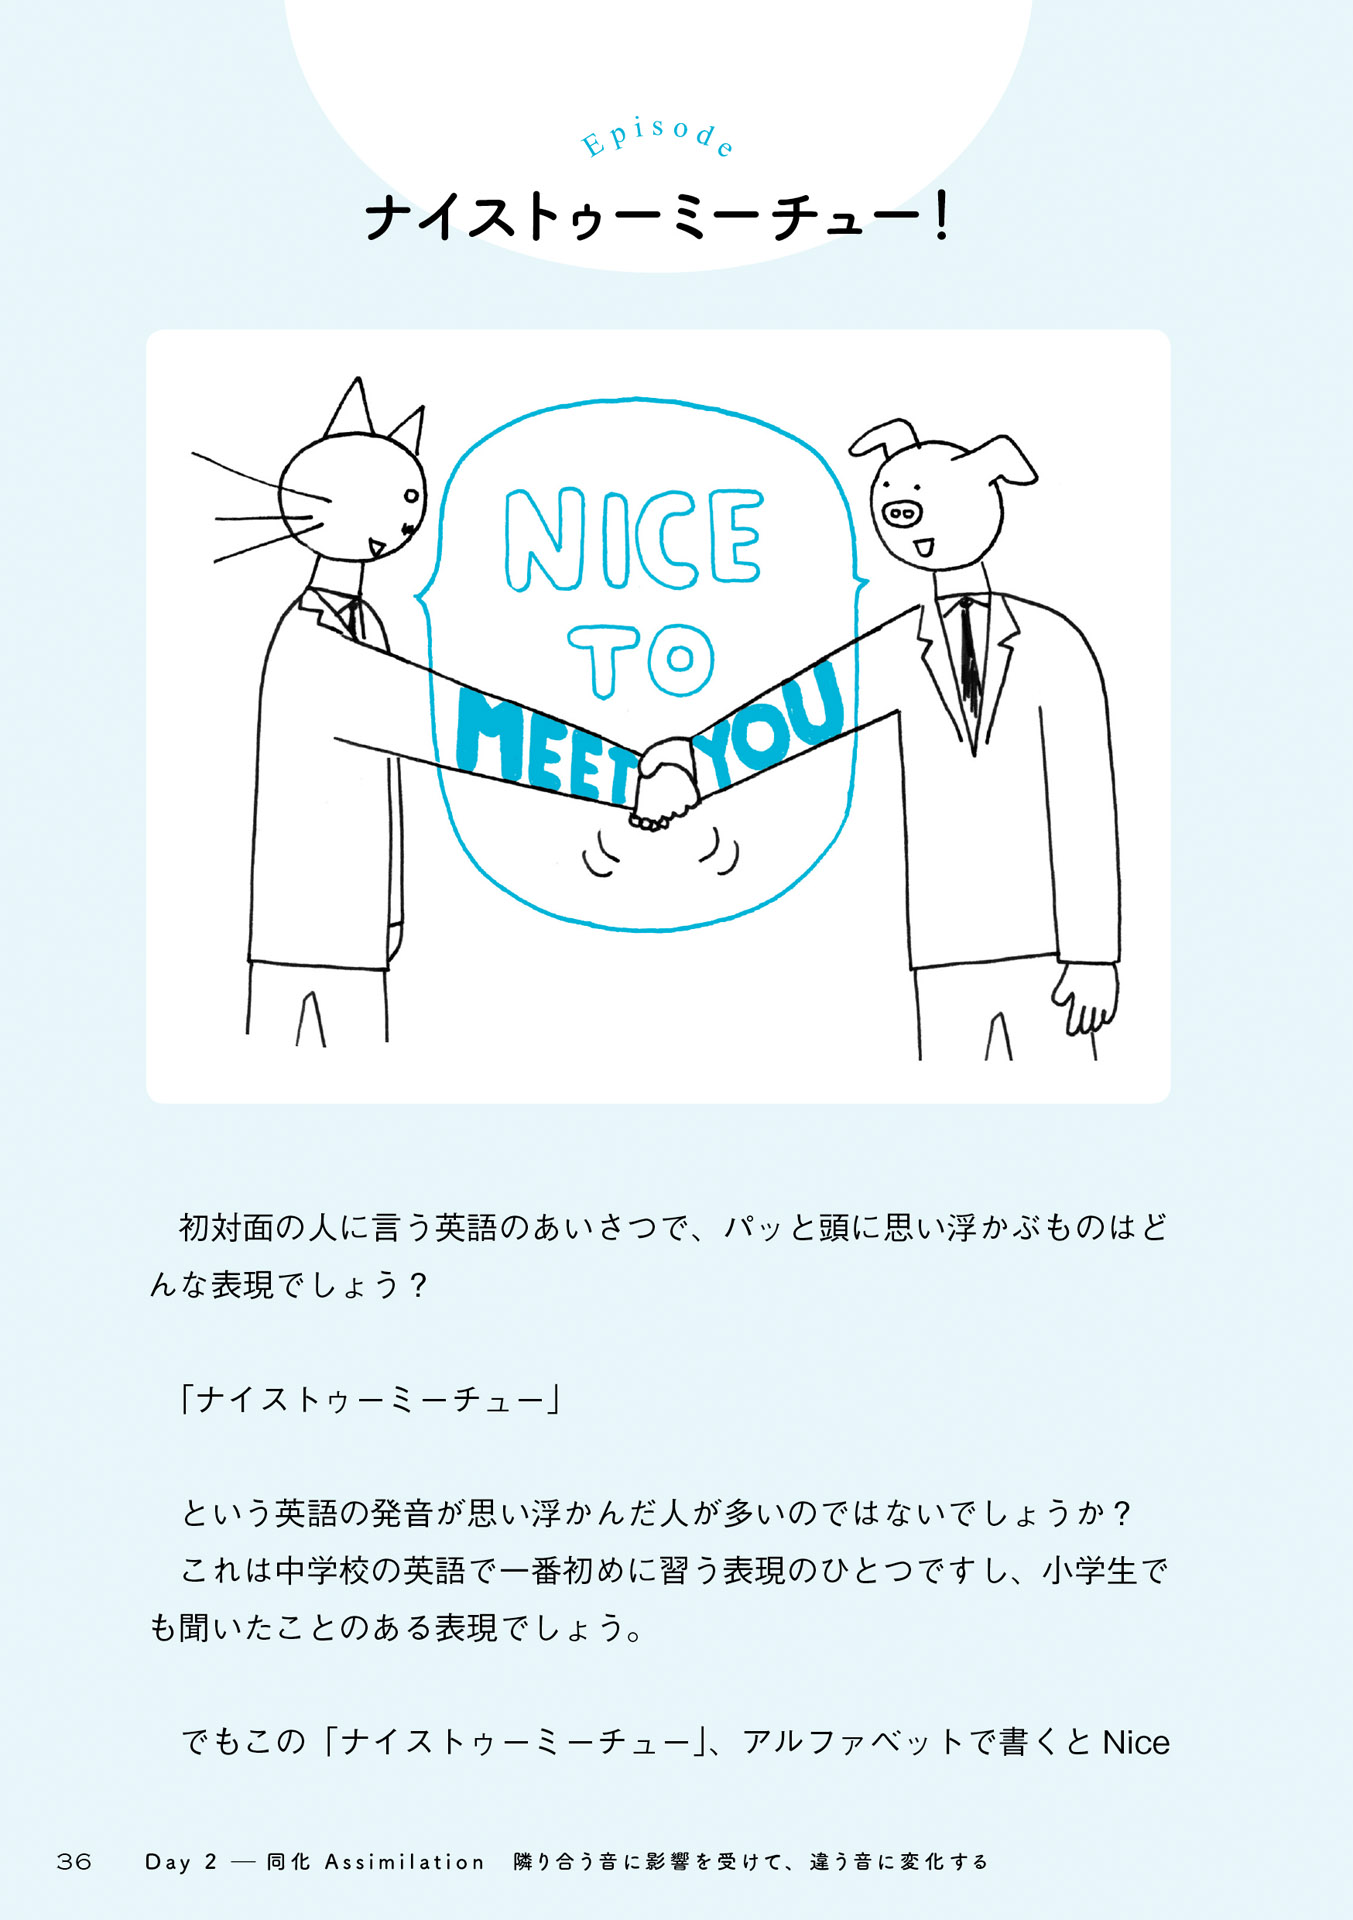 Episode
ナイストゥーミーチュー！
NICE
TO
MEET YOU
初対面の人に言う英語のあいさつで、パッと頭に思い浮かぶものはど
んな表現でしょう？
「ナイストゥーミーチュー」
という英語の発音が思い浮かんだ人が多いのではないでしょうか？
これは中学校の英語で一番初めに習う表現のひとつですし、小学生で
も聞いたことのある表現でしょう。
でもこの「ナイストゥーミーチュー」、アルファベットで書くと Nice
36 Day 2 — 同化 Assimilation 隣り合う音に影響を受けて、違う音に変化する